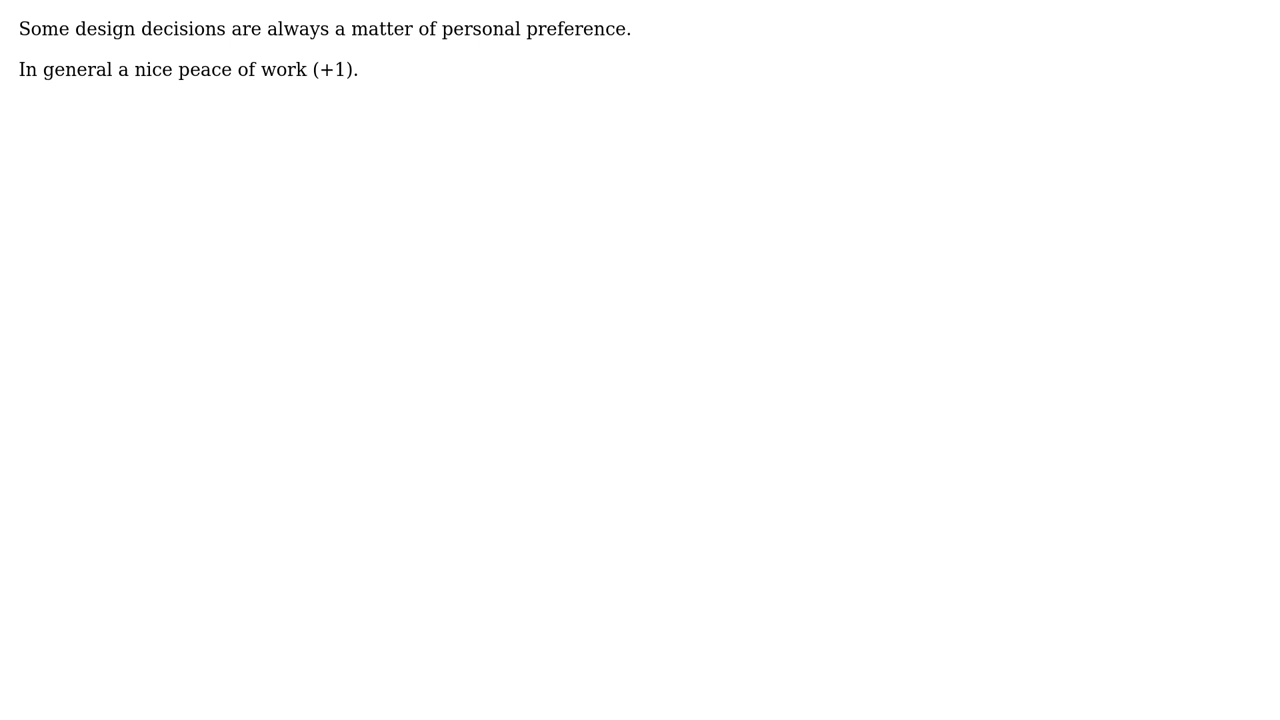 Some design decisions are always a matter of personal preference.
In general a nice peace of work (+1).